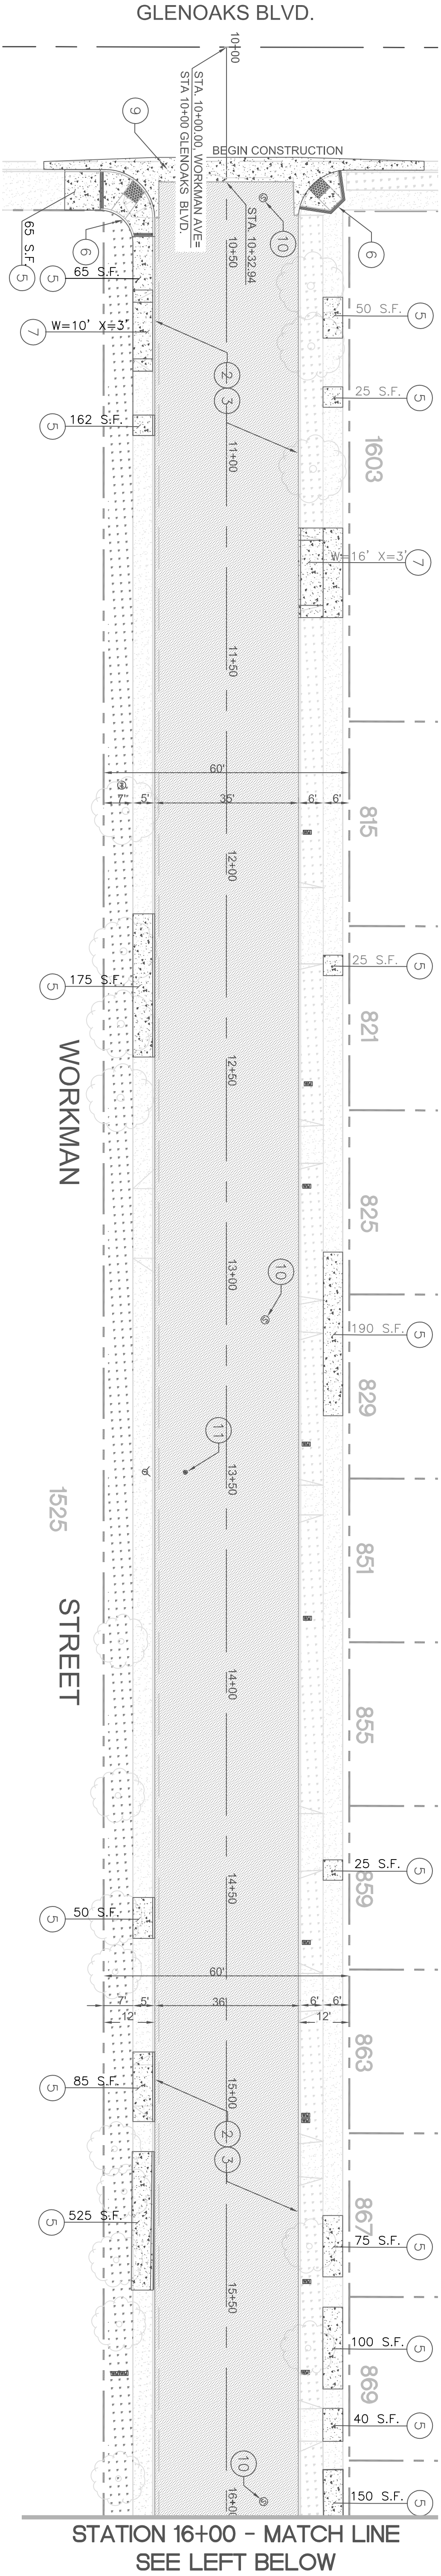 GLENOAKS BLVD.
10+00
STA. 10+00.00, WORKMAN AVE=
STA 10+00 GLENOAKS BLVD.
9
BEGIN CONSTRUCTION
STA. 10+32.94
10
6
6
65 S.F.
5
65 S.F.
5
10+50
50 S.F.
5
7
W=10' X=3'
2
3
25 S.F.
5
162 S.F.
5
11+00
1603
W=16' X=3'
7
11+50
60'
7'
5'
35'
6'
6'
815
12+00
175 S.F.
5
25 S.F.
5
821
WORKMAN
12+50
825
13+00
10
190 S.F.
5
829
11
13+50
1525
851
STREET
14+00
855
25 S.F.
5
859
14+50
50 S.F.
5
60'
7'
5'
36'
6'
6'
12'
12'
863
85 S.F.
5
15+00
2
3
867
525 S.F.
5
75 S.F.
5
15+50
100 S.F.
5
869
40 S.F.
5
10
16+00
150 S.F.
5
STATION 16+00 - MATCH LINE
SEE LEFT BELOW